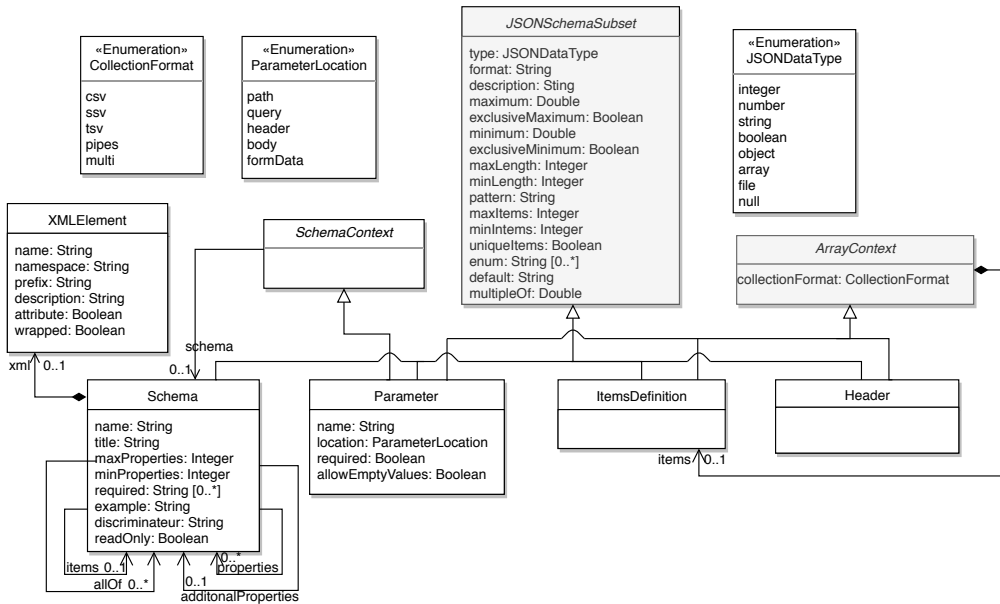 «Enumeration»
CollectionFormat
csv
ssv
tsv
pipes
multi
«Enumeration»
ParameterLocation
path
query
header
body
formData
JSONSchemaSubset
type: JSONDataType
format: String
description: Sting
maximum: Double
exclusiveMaximum: Boolean
minimum: Double
exclusiveMinimum: Boolean
maxLength: Integer
minLength: Integer
pattern: String
maxItems: Integer
minIntems: Integer
uniqueItems: Boolean
enum: String [0..*]
default: String
multipleOf: Double
«Enumeration»
JSONDataType
integer
number
string
boolean
object
array
file
null
XMLElement
name: String
namespace: String
prefix: String
description: String
attribute: Boolean
wrapped: Boolean
SchemaContext
ArrayContext
collectionFormat: CollectionFormat
schema
0..1
xml 0..1
Schema
name: String
title: String
maxProperties: Integer
minProperties: Integer
required: String [0..*]
example: String
discriminateur: String
readOnly: Boolean
Parameter
name: String
location: ParameterLocation
required: Boolean
allowEmptyValues: Boolean
ItemsDefinition
Header
items 0..1
0..*
items 0..1
properties
allOf 0..*
0..1
additonalProperties